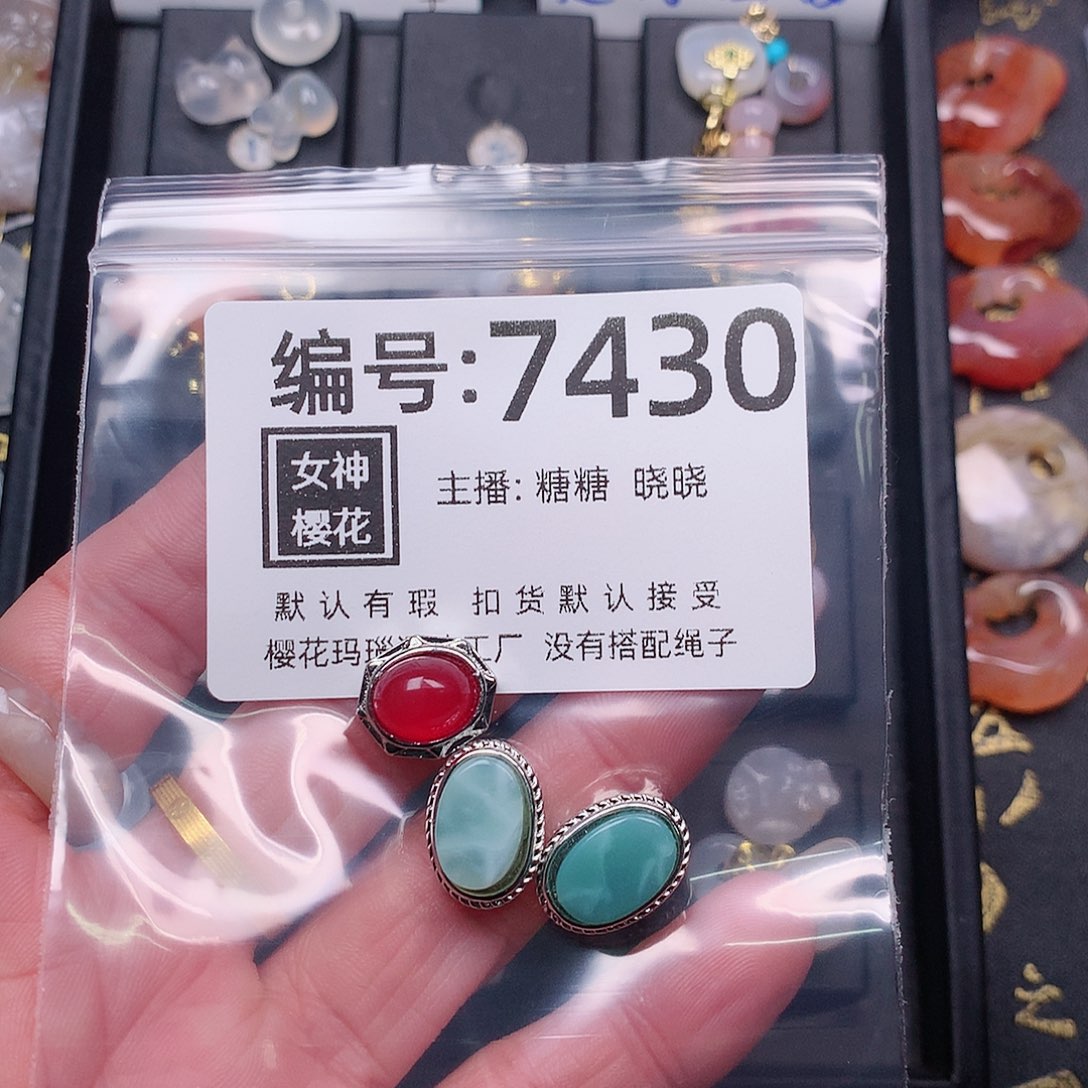 编号:7430
女神
樱花
主播: 糖糖 晓晓
默认有瑕 扣货默认接受
樱花玛瑙 工厂 没有搭配绳子
之